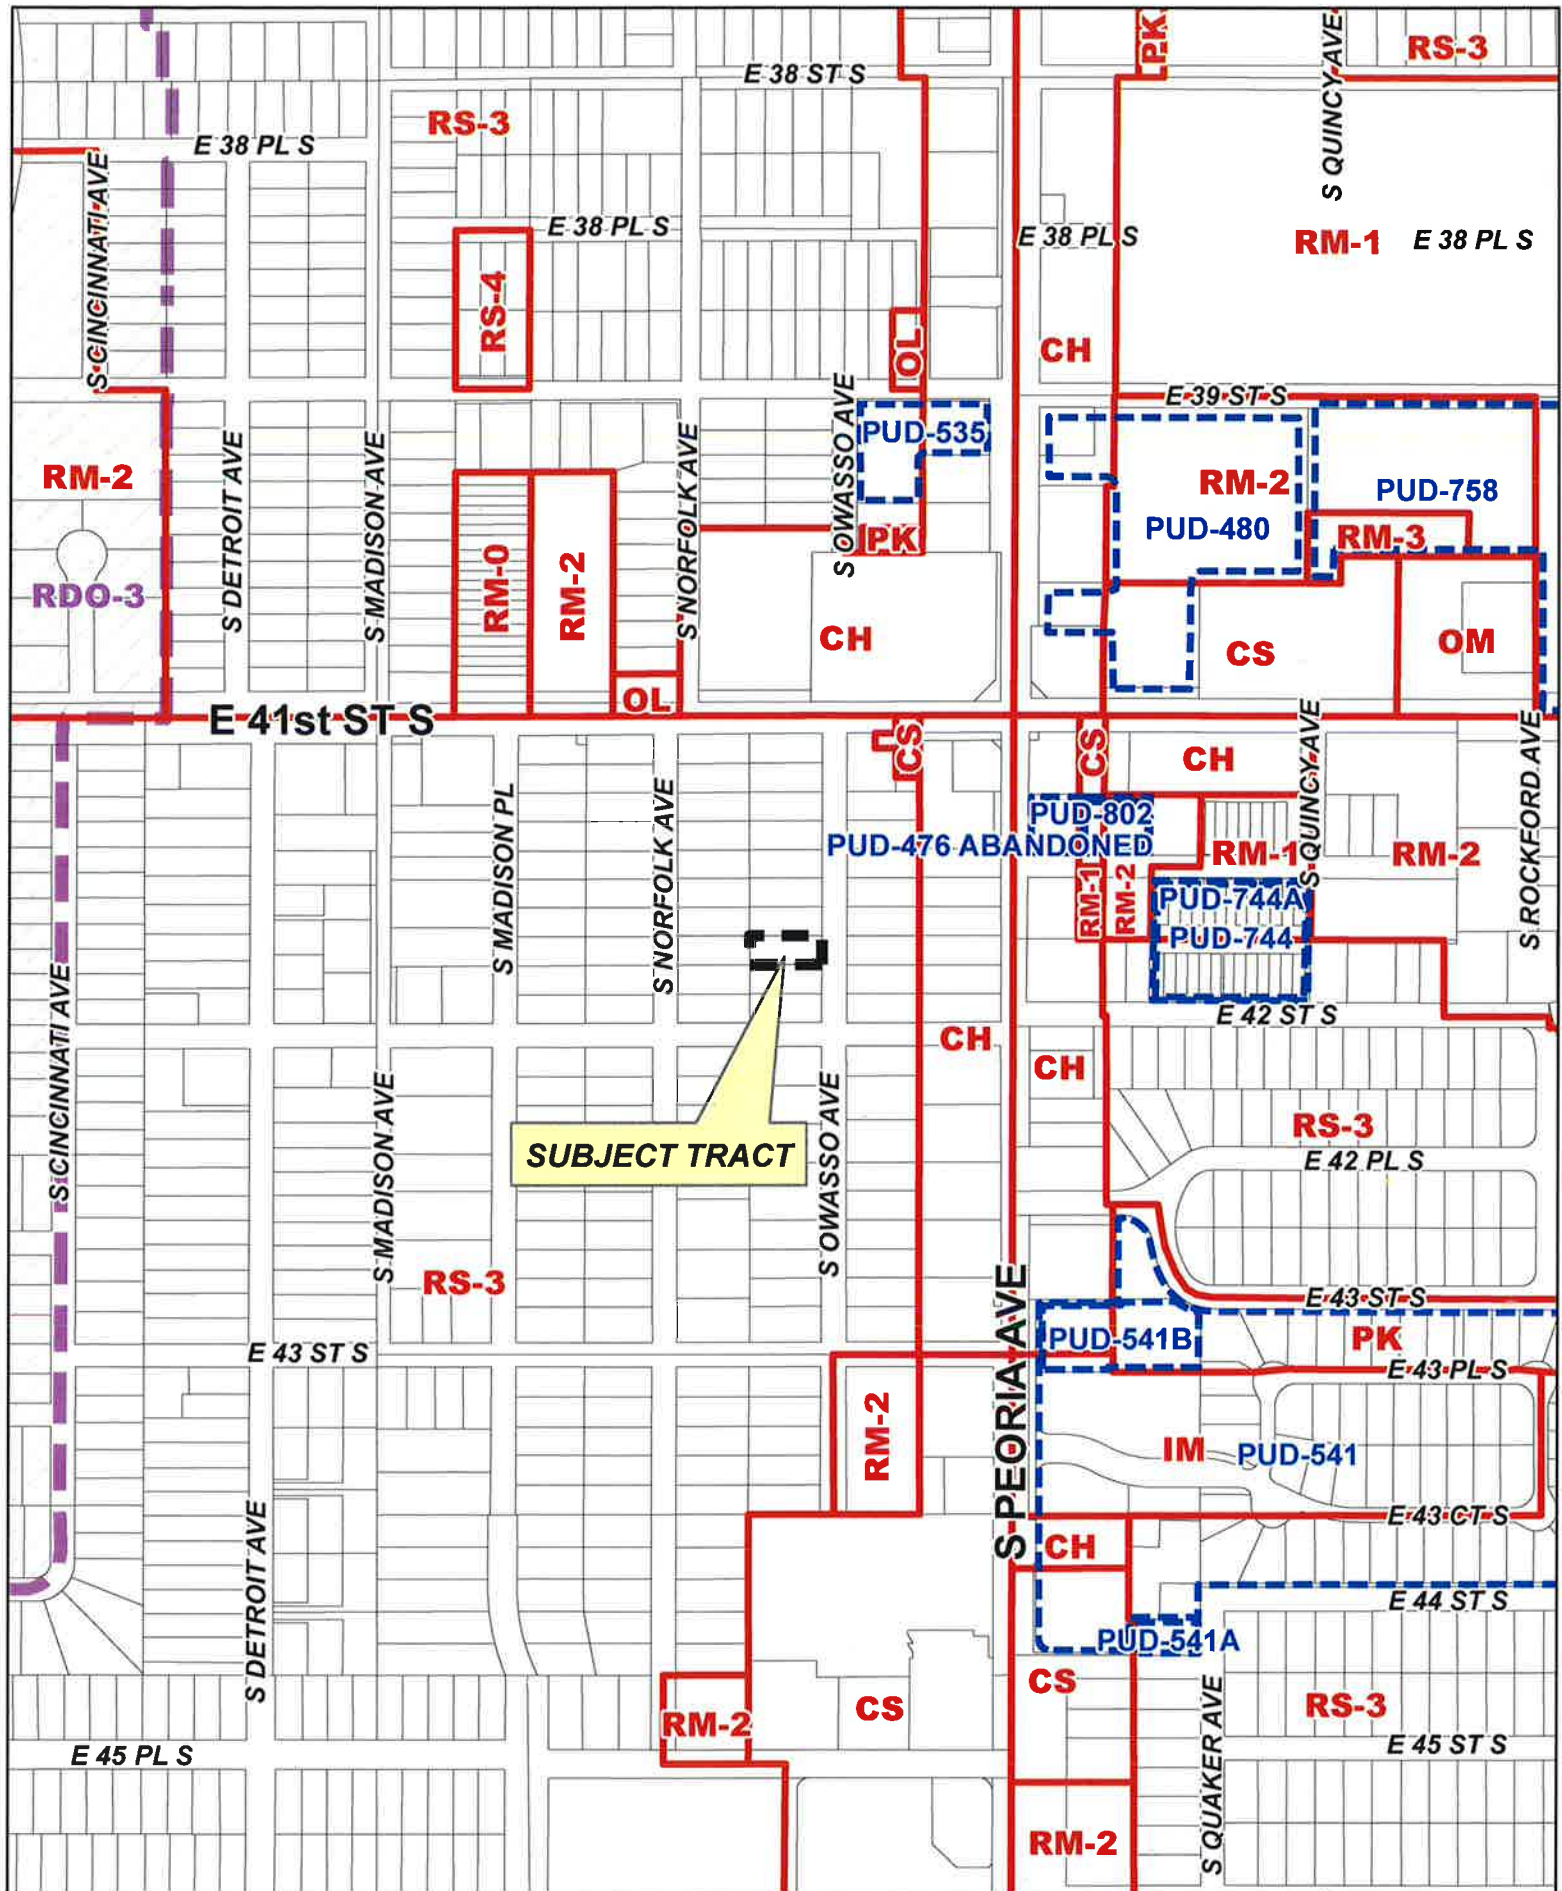 PK
S QUINCY AVE
RS-3
E 38 ST S
RS-3
E 38 PL S
S CINCINNATI AVE
E 38 PL S
E 38 PL S
RM-1
E 38 PL S
RS-4
OL
CH
S OWASSO AVE
E 39 ST S
PUD-535
RM-2
S DETROIT AVE
S MADISON AVE
S NORFOLK AVE
RM-2
PUD-758
PUD-480
RM-3
PK
RM-0
RM-2
RDO-3
CH
CS
OM
OL
E 41st ST S
CS
CS
CH
S QUINCY AVE
S ROCKFORD AVE
S MADISON PL
S NORFOLK AVE
PUD-802
PUD-476 ABANDONED
RM-1
RM-2
RM-1
RM-2
PUD-744A
PUD-744
S CINCINNATI AVE
E 42 ST S
CH
CH
S MADISON AVE
S OWASSO AVE
SUBJECT TRACT
RS-3
E 42 PL S
RS-3
S PEORIA AVE
E 43 ST S
PUD-541B
PK
E 43 ST S
E 43 PL S
RM-2
IM
PUD-541
S DETROIT AVE
E 43 CT S
CH
E 44 ST S
PUD-541A
CS
CS
RS-3
RM-2
S QUAKER AVE
E 45 PL S
E 45 ST S
RM-2